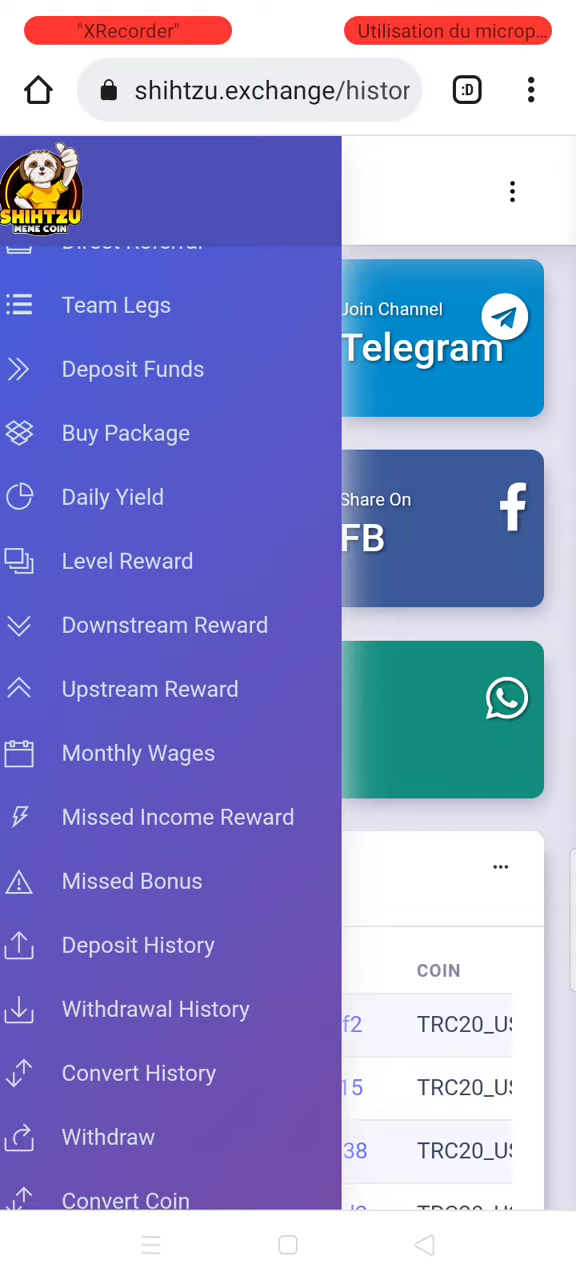 "XRecorder"
Utilisation du microp...
shihtzu.exchange/histor
:D
SHIHTZU
MEME COIN
Direct Referral
Team Legs
Join Channel
Telegram
Deposit Funds
Buy Package
Daily Yield
Share On
FB
Level Reward
Downstream Reward
Upstream Reward
Monthly Wages
Missed Income Reward
Missed Bonus
Deposit History
COIN
Withdrawal History
f2
TRC20_US
Convert History
15
TRC20_US
Withdraw
38
TRC20_US
Convert Coin